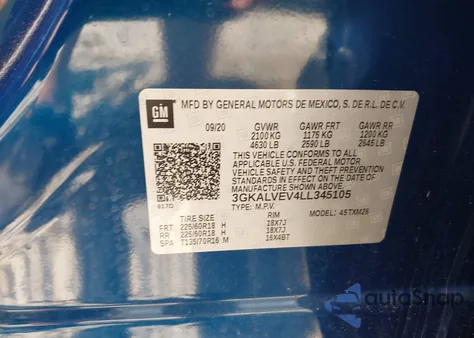 GM
MFD BY GENERAL MOTORS DE MEXICO, S. DE R.L. DE C.V.
09/20 GVWR GAWR FRT GAWR RR
2100 KG 1175 KG 1200 KG
4630 LB 2590 LB 2645 LB
THIS VEHICLE CONFORMS TO ALL APPLICABLE
U.S. FEDERAL MOTOR
VEHICLE SAFETY AND THEFT PREVENTION
STANDARDS IN EFFECT ON THE DATE OF
MANUFACTURE SHOWN ABOVE.
3GKALVEV4LL345105
TYPE: M.P.V. MODEL: 4STXM26
TIRE SIZE RIM
FRT 225/60R18 H 18X7J
RR 225/60R18 H 18X7J
SPA T135/70R16 M 16X4BT
autoSnap